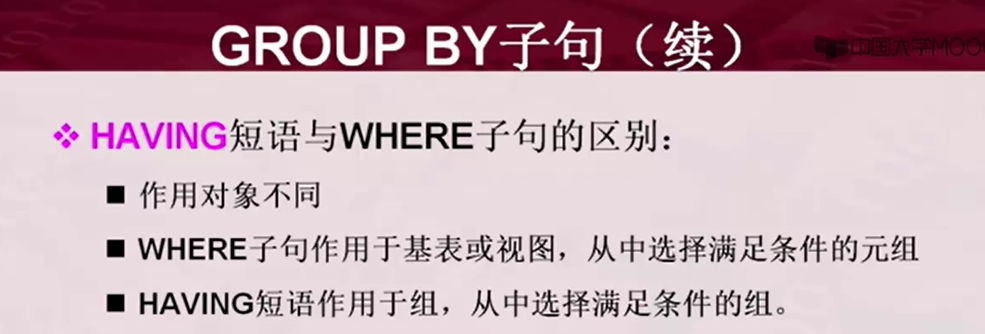 GROUP BY子句（续）
中国大学MOO
HAVING短语与WHERE子句的区别：
作用对象不同
WHERE子句作用于基表或视图，从中选择满足条件的元组
HAVING短语作用于组，从中选择满足条件的组。